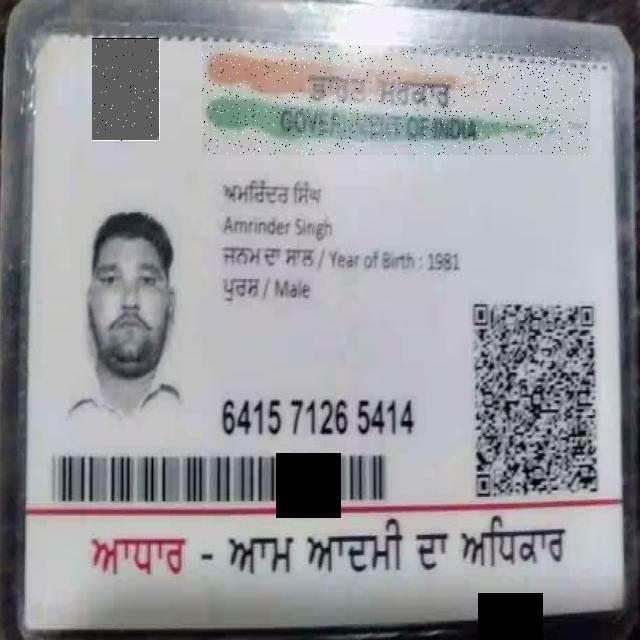 ਭਾਰਤ ਸਰਕਾਰ
GOVERNMENT OF INDIA
ਅਮਰਿੰਦਰ ਸਿੰਘ
Amrinder Singh
ਜਨਮ ਦਾ ਸਾਲ / Year of Birth : 1981
ਪੁਰਸ਼ / Male
6415 7126 5414
ਆਧਾਰ - ਆਮ ਆਦਮੀ ਦਾ ਅਧਿਕਾਰ